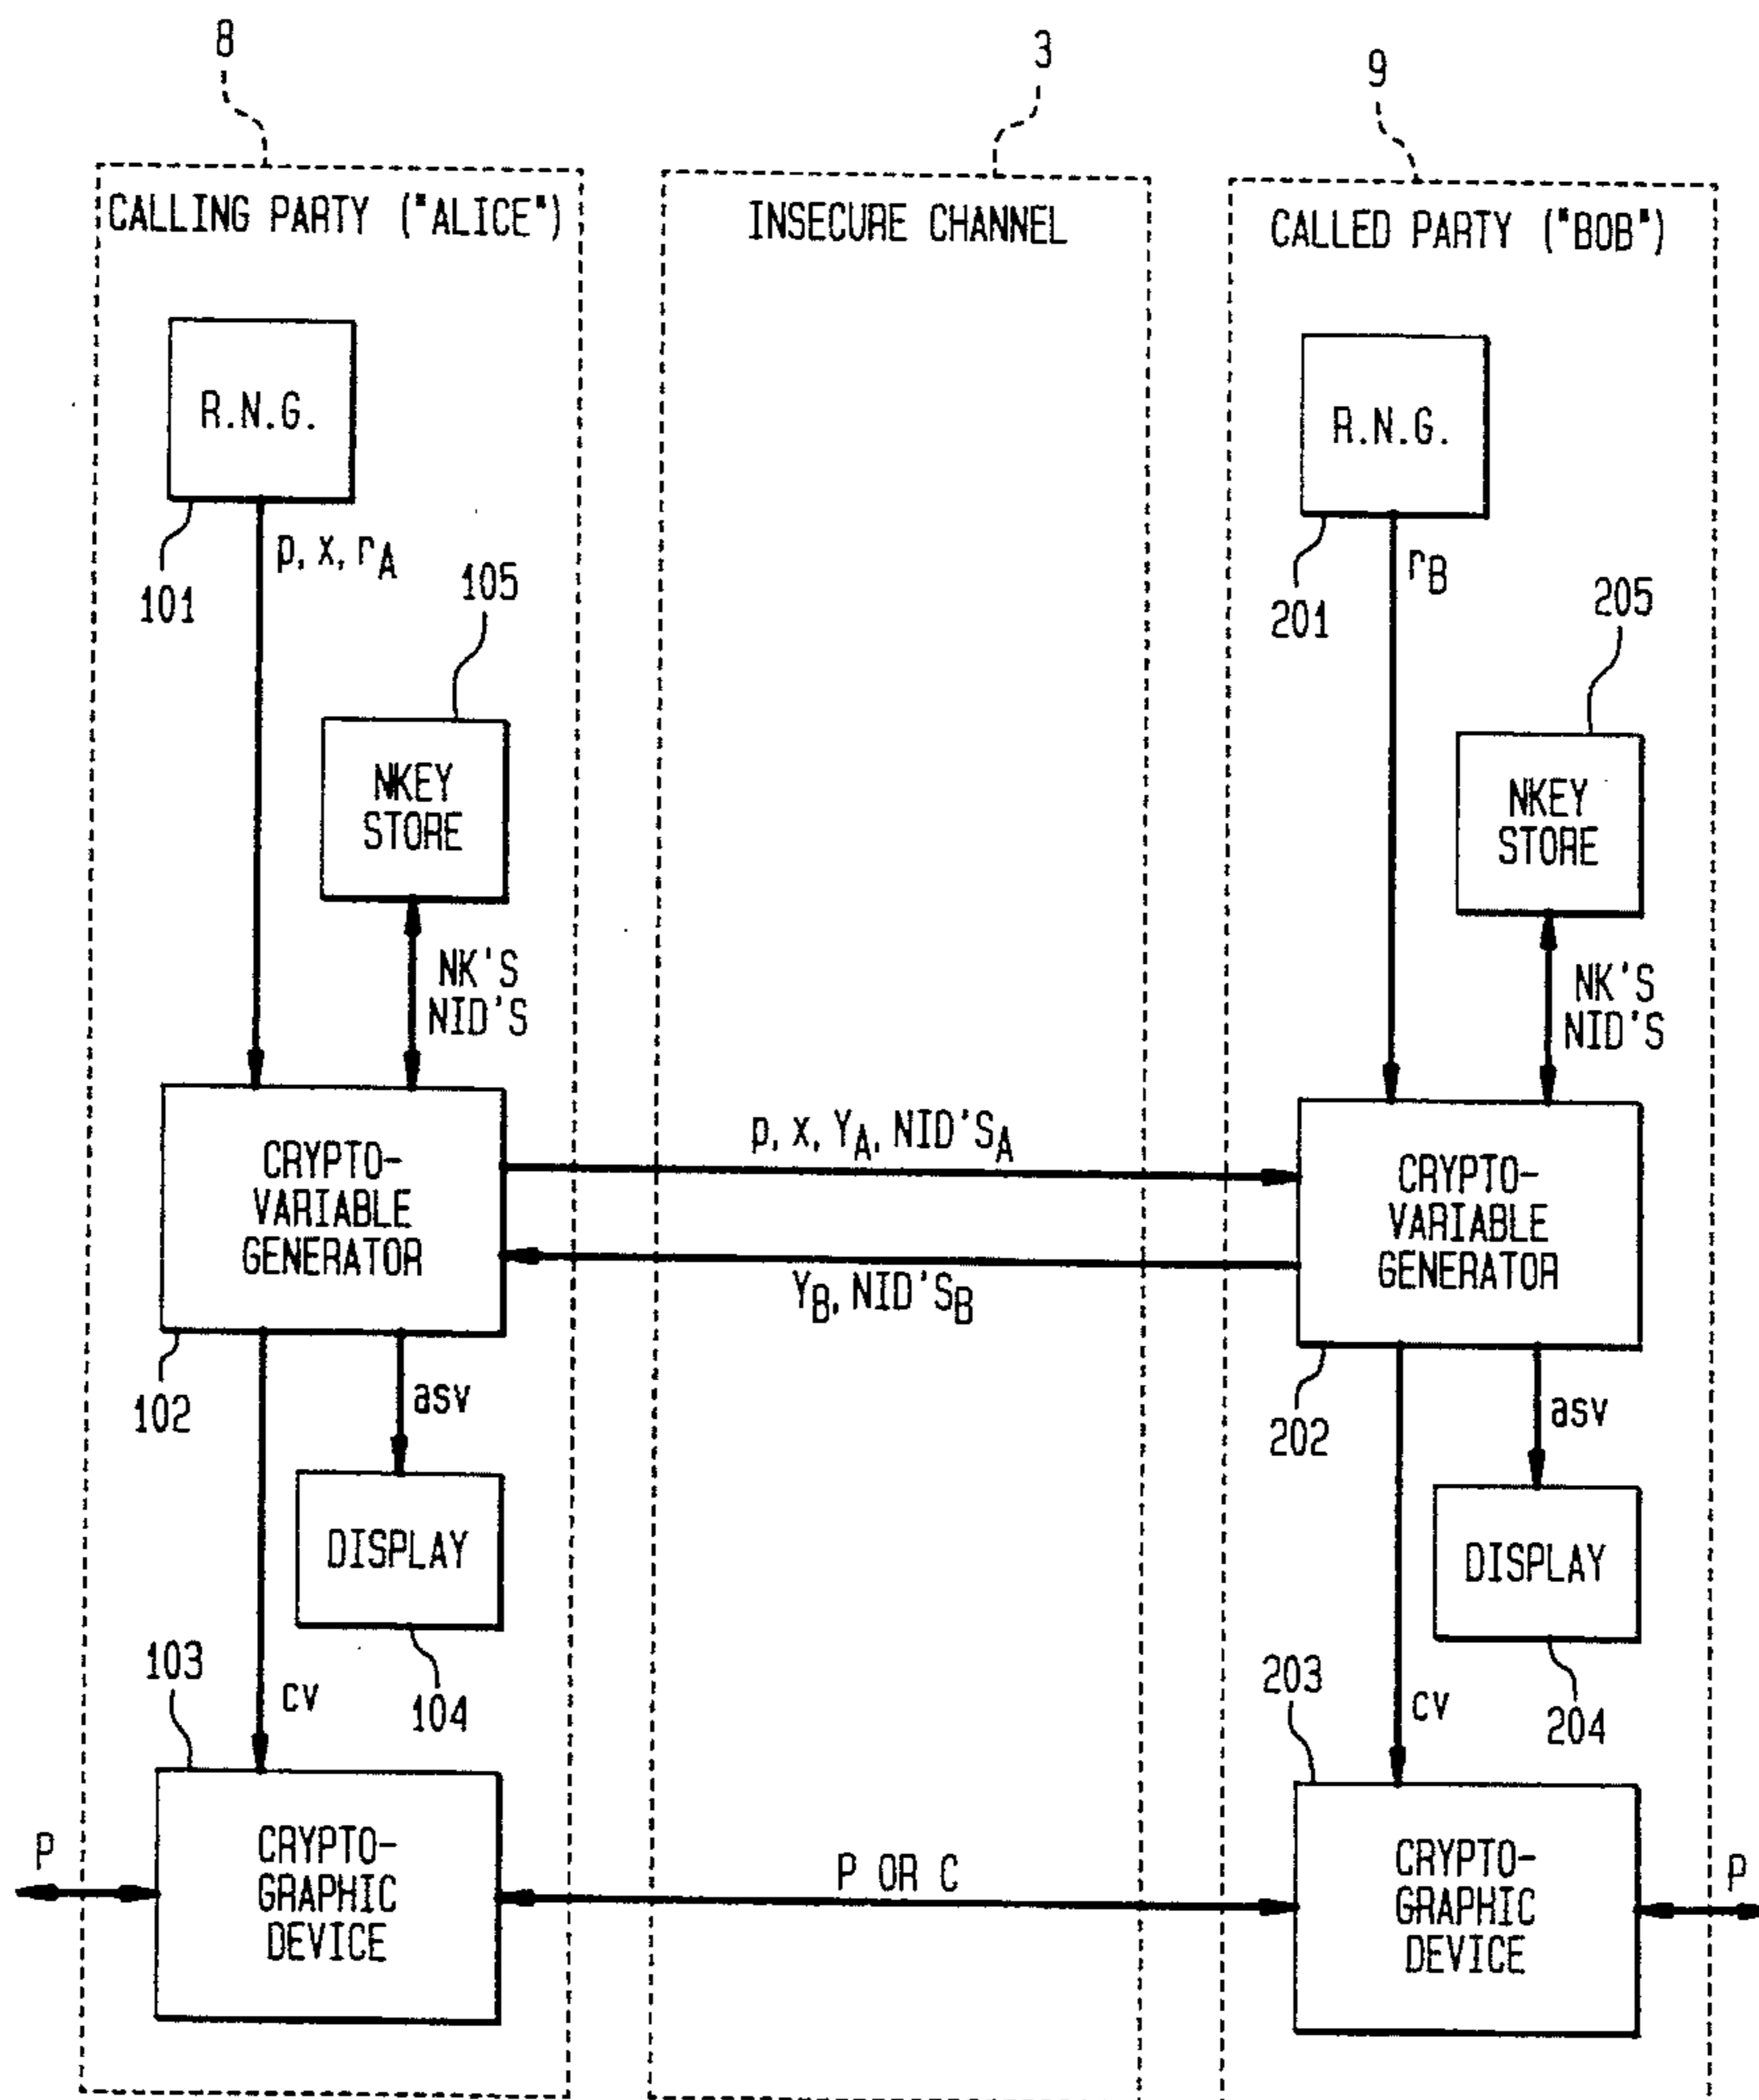 8
3
9
CALLING PARTY ("ALICE")
INSECURE CHANNEL
CALLED PARTY ("BOB")
R.N.G.
R.N.G.
101
p, x, rA
105
201
rB
205
NKEY
STORE
NKEY
STORE
NK'S
NID'S
NK'S
NID'S
CRYPTO-
VARIABLE
GENERATOR
p, x, YA, NID'SA
YB, NID'SB
CRYPTO-
VARIABLE
GENERATOR
102
asv
202
asv
DISPLAY
DISPLAY
103
cv
104
203
cv
204
P
CRYPTO-
GRAPHIC
DEVICE
P OR C
CRYPTO-
GRAPHIC
DEVICE
P